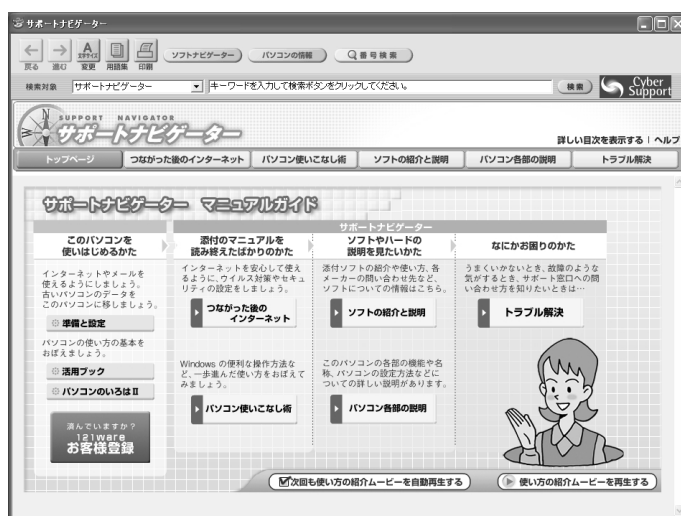 サポートナビゲーター
戻る 進む 文字サイズ 変更 用語集 印刷 ソフトナビゲーター パソコンの情報 番号検索
検索対象 サポートナビゲーター キーワードを入力して検索ボタンをクリックしてください。 検索 Cyber Support
SUPPORT NAVIGATOR
サポートナビゲーター
詳しい目次を表示する | ヘルプ
トップページ つながった後のインターネット パソコン使いこなし術 ソフトの紹介と説明 パソコン各部の説明 トラブル解決
サポートナビゲーター マニュアルガイド
サポートナビゲーター
このパソコンを
使いはじめるかた
インターネットやメールを
使えるようにしましょう。
古いパソコンのデータを
このパソコンに移しましょう。
準備と設定
パソコンの使い方の基本を
おぼえましょう。
活用ブック
パソコンのいろはⅡ
済んでいますか?
121ware
お客様登録
添付のマニュアルを
読み終えたばかりのかた
インターネットを安心して使え
るように、ウイルス対策やセキュ
リティの設定をしましょう。
つながった後の
インターネット
Windows の便利な操作方法な
ど、一歩進んだ使い方をおぼえて
みましょう。
パソコン使いこなし術
ソフトやハードの
説明を見たいかた
添付ソフトの紹介や使い方、各
メーカーの問い合せ先など、
ソフトについての情報はこちら。
ソフトの紹介と説明
このパソコンの各部の機能や名
称、パソコンの設定方法などに
ついての詳しい説明があります。
パソコン各部の説明
なにかお困りのかた
うまくいかないとき、故障のような
気がするとき、サポート窓口への問
い合わせ方を知りたいときは…
トラブル解決
次回も使い方の紹介ムービーを自動再生する
使い方の紹介ムービーを再生する